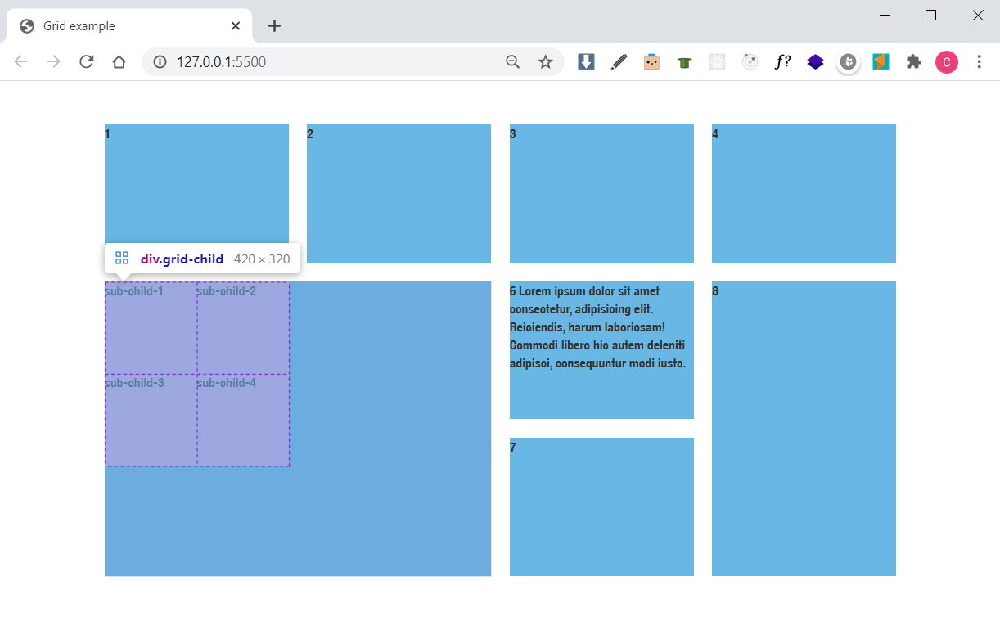 Grid example
127.0.0.1:5500
f?
C
1
2
3
4
div.grid-child 420 × 320
sub-ohild-1
sub-ohild-2
sub-ohild-3
sub-ohild-4
6 Lorem ipsum dolor sit amet
oonseotetur, adipisioing elit.
Reioiendis, harum laboriosam!
Commodi libero hio autem deleniti
adipisoi, oonsequuntur modi iusto.
7
8